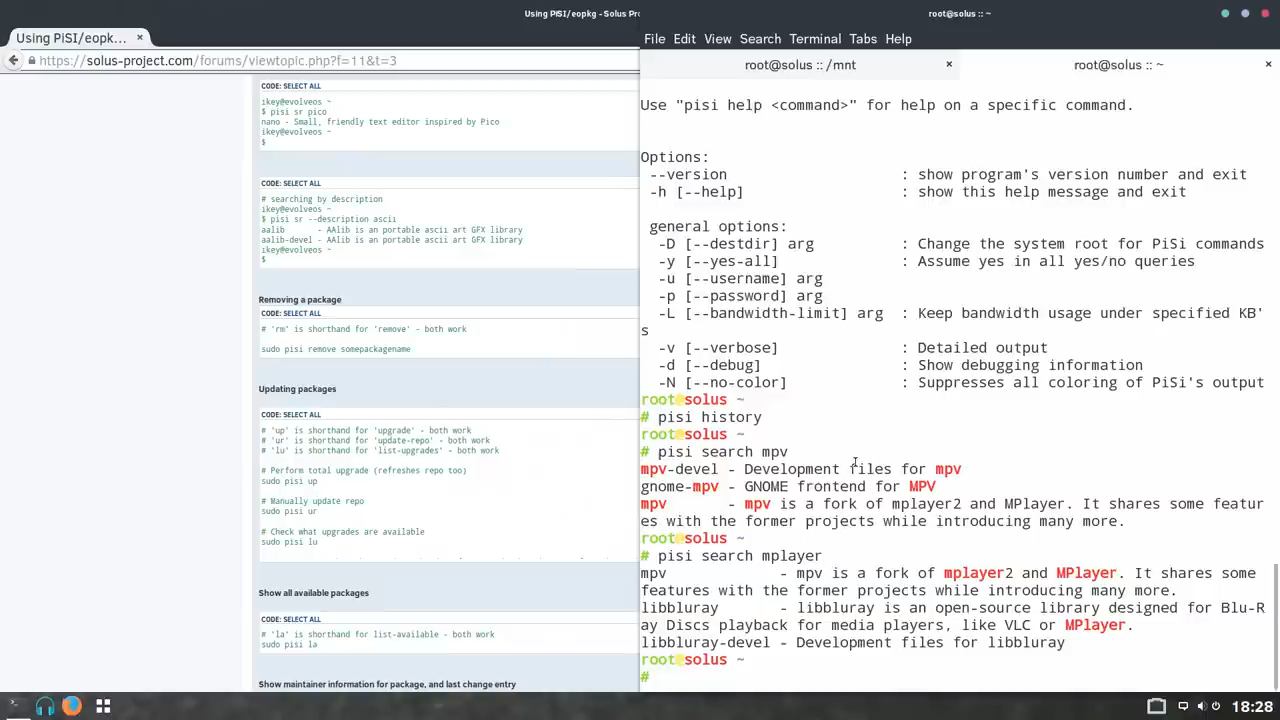 Using PiSI/eopkg - Solus Pro
Using PiSI/eopkg... ×
https://solus-project.com/forums/viewtopic.php?f=11&t=3
CODE: SELECT ALL
ikey@evolveos ~
$ pisi sr pico
nano - Small, friendly text editor inspired by Pico
ikey@evolveos ~
$
CODE: SELECT ALL
# searching by description
ikey@evolveos ~
$ pisi sr --description ascii
aalib - AAlib is an portable ascii art GFX library
aalib-devel - AAlib is an portable ascii art GFX library
ikey@evolveos ~
$
Removing a package
CODE: SELECT ALL
# 'rm' is shorthand for 'remove' - both work
sudo pisi remove somepackagename
Updating packages
CODE: SELECT ALL
# 'up' is shorthand for 'upgrade' - both work
# 'ur' is shorthand for 'update-repo' - both work
# 'lu' is shorthand for 'list-upgrades' - both work
# Perform total upgrade (refreshes repo too)
sudo pisi up
# Manually update repo
sudo pisi ur
# Check what upgrades are available
sudo pisi lu
Show all available packages
CODE: SELECT ALL
# 'la' is shorthand for list-available - both work
sudo pisi la
Show maintainer information for package, and last change entry
root@solus :: ~
File Edit View Search Terminal Tabs Help
root@solus :: /mnt × root@solus :: ~ ×
Use "pisi help <command>" for help on a specific command.
Options:
--version : show program's version number and exit
-h [--help] : show this help message and exit
general options:
-D [--destdir] arg : Change the system root for PiSi commands
-y [--yes-all] : Assume yes in all yes/no queries
-u [--username] arg
-p [--password] arg
-L [--bandwidth-limit] arg : Keep bandwidth usage under specified KB'
s
-v [--verbose] : Detailed output
-d [--debug] : Show debugging information
-N [--no-color] : Suppresses all coloring of PiSi's output
root@solus ~
# pisi history
root@solus ~
# pisi search mpv
mpv-devel - Development files for mpv
gnome-mpv - GNOME frontend for MPV
mpv - mpv is a fork of mplayer2 and MPlayer. It shares some featur
es with the former projects while introducing many more.
root@solus ~
# pisi search mplayer
mpv - mpv is a fork of mplayer2 and MPlayer. It shares some
features with the former projects while introducing many more.
libbluray - libbluray is an open-source library designed for Blu-R
ay Discs playback for media players, like VLC or MPlayer.
libbluray-devel - Development files for libbluray
root@solus ~
#
18:28